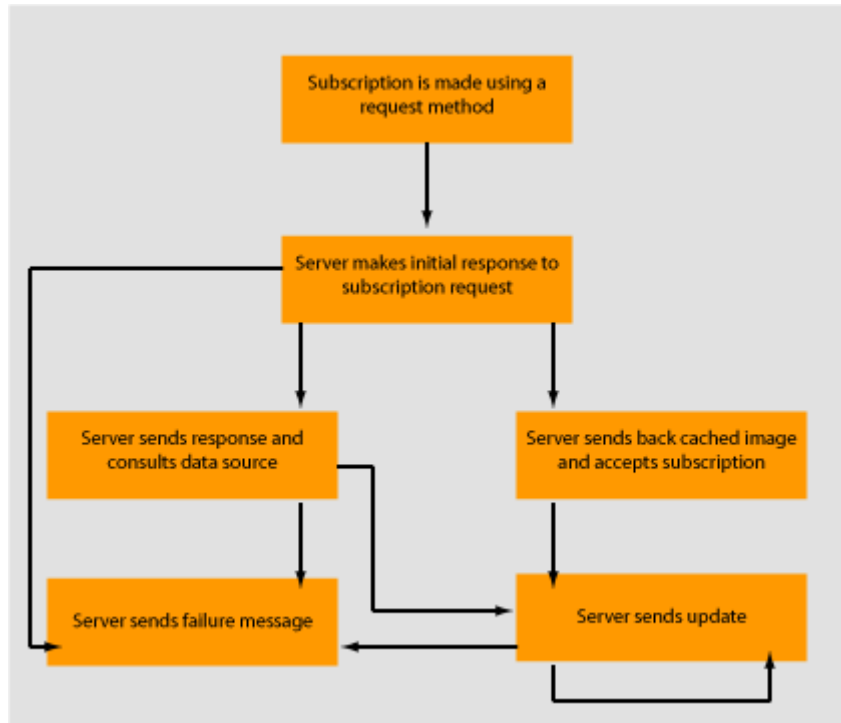 Subscription is made using a
request method
Server makes initial response to
subscription request
Server sends response and
consults data source
Server sends back cached image
and accepts subscription
Server sends failure message
Server sends update